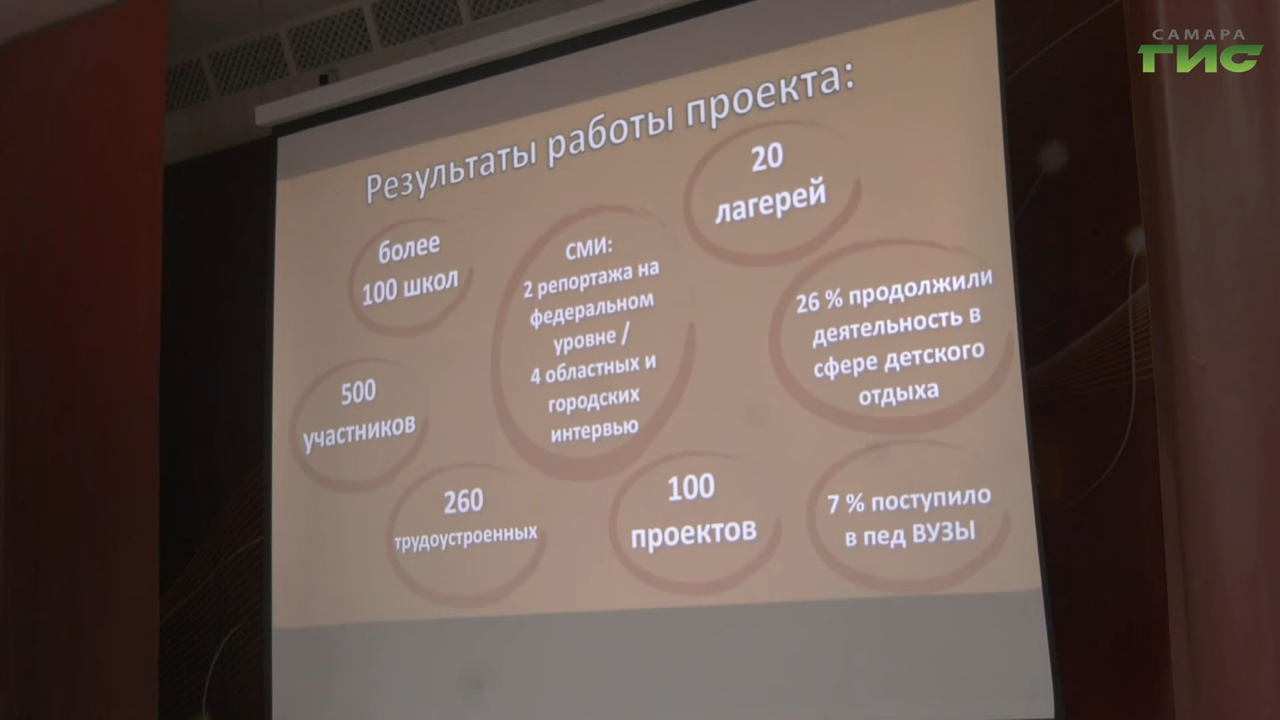 САМАРА
ГИС
Результаты работы проекта:
20
лагерей
более
100 школ
СМИ:
2 репортажа на
федеральном
уровне /
4 областных и
городских
интервью
26 % продолжили
деятельность в
сфере детского
отдыха
500
участников
260
трудоустроенных
100
проектов
7 % поступило
в пед ВУЗЫ